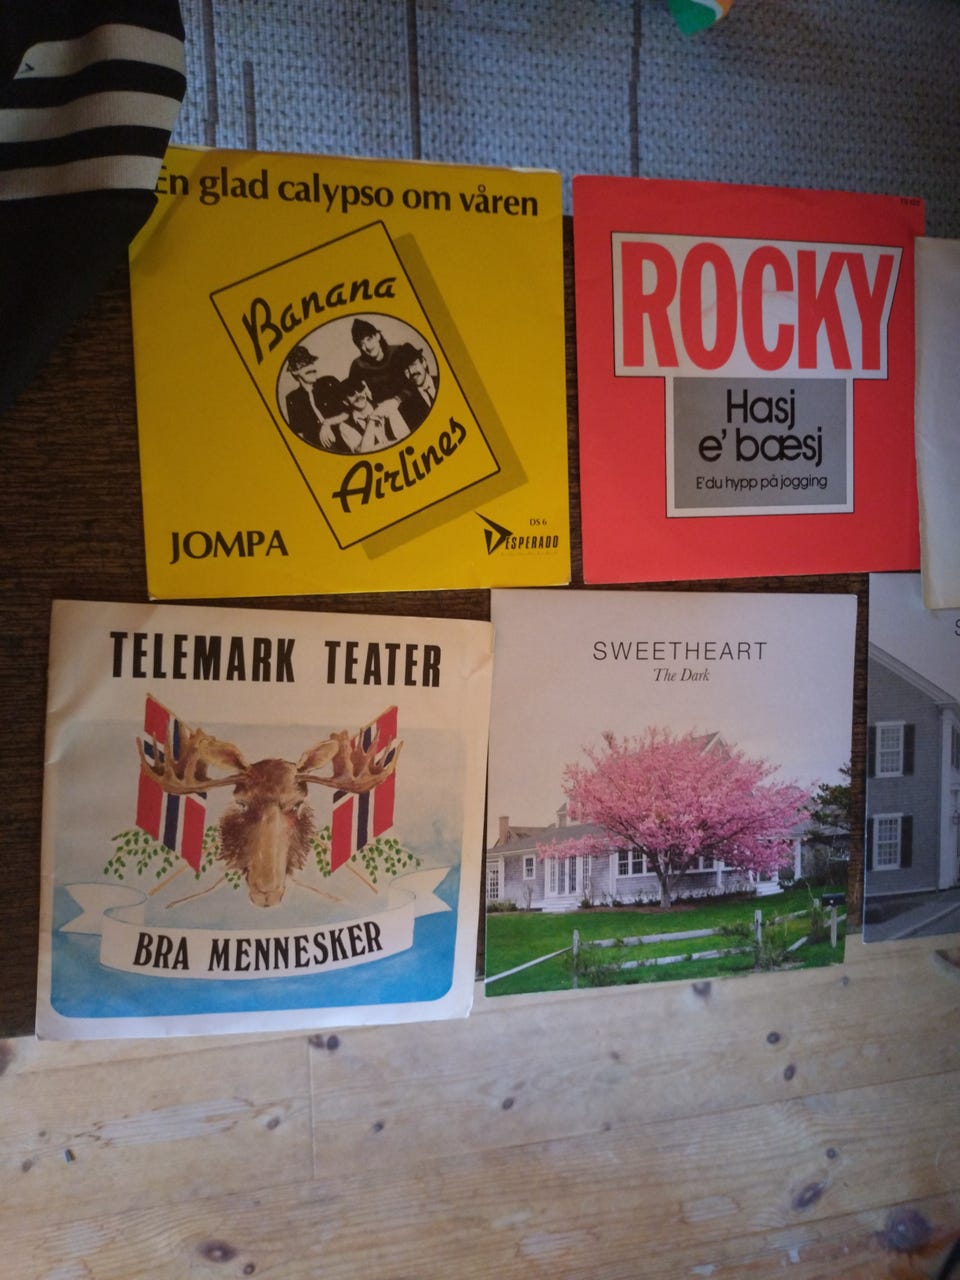 En glad calypso om våren
Banana
Airlines
JOMPA
DS 6
DESPERADO
ROCKY
Hasj
e' bæsj
E'du hypp på jogging
TELEMARK TEATER
BRA MENNESKER
SWEETHEART
The Dark
S